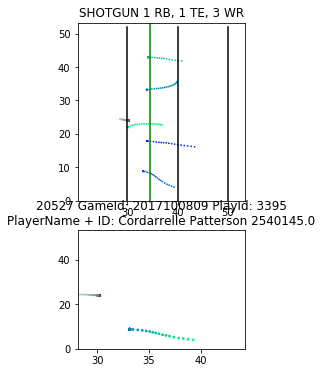 SHOTGUN 1 RB, 1 TE, 3 WR
50
40
30
20
10
0
30 40 50
20527 GameId: 2017100809 PlayId: 3395
PlayerName + ID: Cordarrelle Patterson 2540145.0
40
20
0
30 35 40